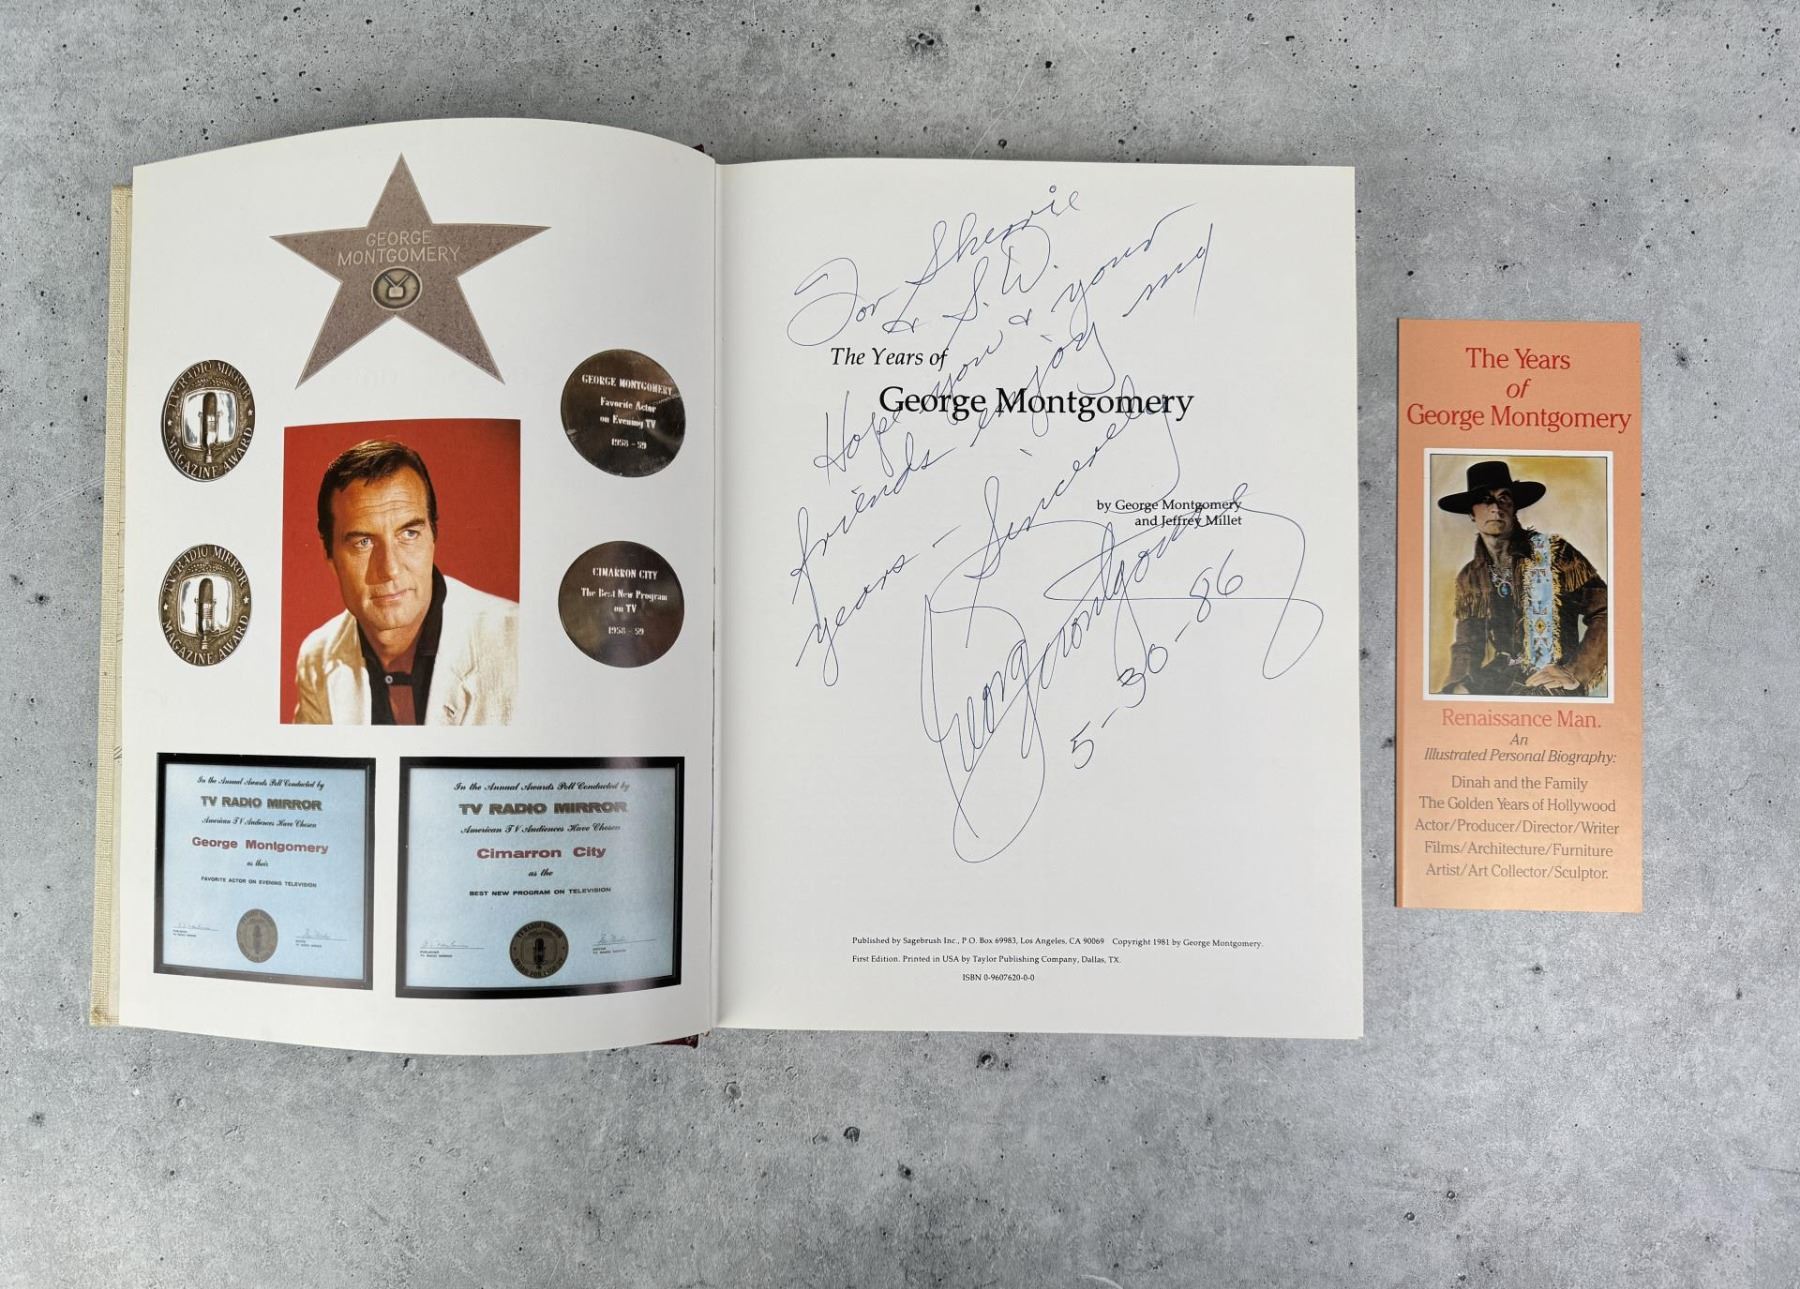 GEORGE
MONTGOMERY
TV-RADIO MIRROR
MAGAZINE AWARD
GEORGE MONTGOMERY
Favorite Actor
on Evening TV
1958 - 59
TV-RADIO MIRROR
MAGAZINE AWARD
CIMARRON CITY
The Best New Program
on TV
1958 - 59
In the Annual Awards Poll Conducted by
TV RADIO MIRROR
American TV Audiences Have Chosen
George Montgomery
as their
FAVORITE ACTOR ON EVENING TELEVISION
In the Annual Awards Poll Conducted by
TV RADIO MIRROR
American TV Audiences Have Chosen
Cimarron City
as the
BEST NEW PROGRAM ON TELEVISION
For Sherrie
& S.W.
Hope you & your
friends enjoy my
years - Sincerely
George Montgomery
5-30-86
The Years of
George Montgomery
by George Montgomery
and Jeffrey Millet
Published by Sagebrush Inc., P.O. Box 69983, Los Angeles, CA 90069 Copyright 1981 by George Montgomery.
First Edition. Printed in USA by Taylor Publishing Company, Dallas, TX.
ISBN 0-9607620-0-0
The Years
of
George Montgomery
Renaissance Man.
An
Illustrated Personal Biography:
Dinah and the Family
The Golden Years of Hollywood
Actor/Producer/Director/Writer
Films/Architecture/Furniture
Artist/Art Collector/Sculptor.